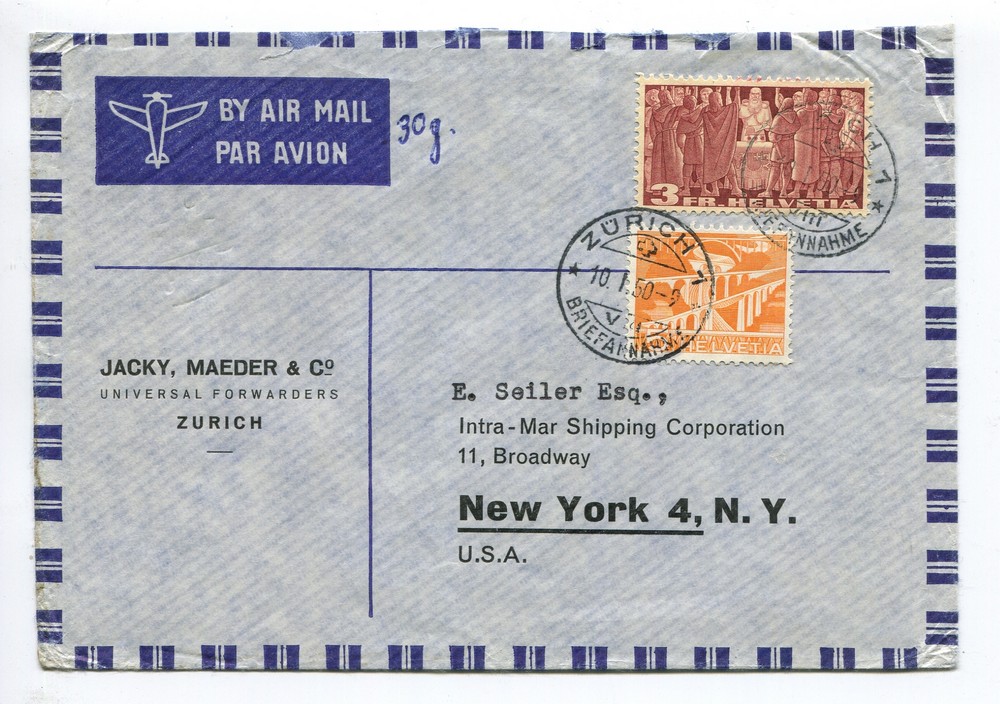 BY AIR MAIL
PAR AVION
30g.
3 FR. HELVETIA
ZÜRICH 1
10. I. 50
BRIEFANNAHME
HELVETIA
JACKY, MAEDER & Cº
UNIVERSAL FORWARDERS
ZURICH
E. Seiler Esq.,
Intra-Mar Shipping Corporation
11, Broadway
New York 4, N. Y.
U.S.A.